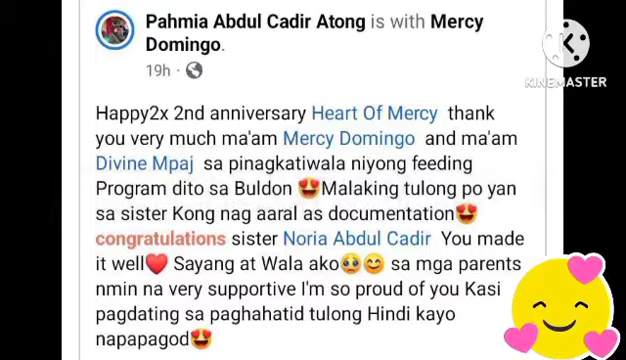 Pahmia Abdul Cadir Atong is with Mercy
Domingo.
19h ·
KINEMASTER
Happy2x 2nd anniversary Heart Of Mercy thank
you very much ma'am Mercy Domingo and ma'am
Divine Mpaj sa pinagkatiwala niyong feeding
Program dito sa Buldon 😍Malaking tulong po yan
sa sister Kong nag aaral as documentation😍
congratulations sister Noria Abdul Cadir You made
it well❤️ Sayang at Wala ako🥺😊 sa mga parents
nmin na very supportive I'm so proud of you Kasi
pagdating sa paghahatid tulong Hindi kayo
napapagod😍